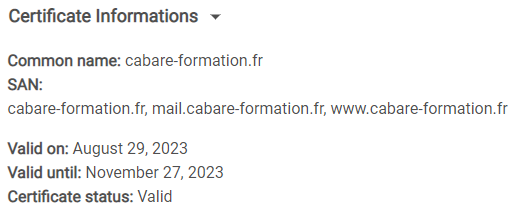 Certificate Informations
Common name: cabare-formation.fr
SAN:
cabare-formation.fr, mail.cabare-formation.fr, www.cabare-formation.fr
Valid on: August 29, 2023
Valid until: November 27, 2023
Certificate status: Valid